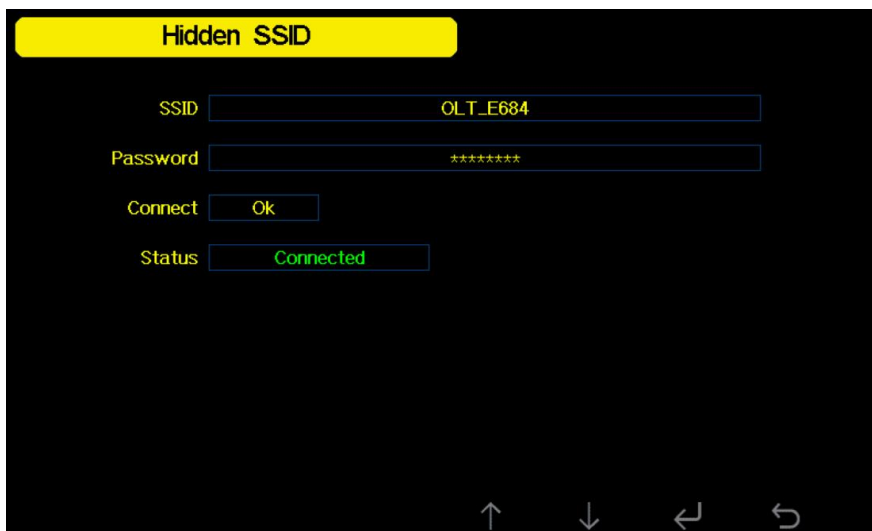 Hidden SSID
SSID OLT_E684
Password ********
Connect Ok
Status Connected